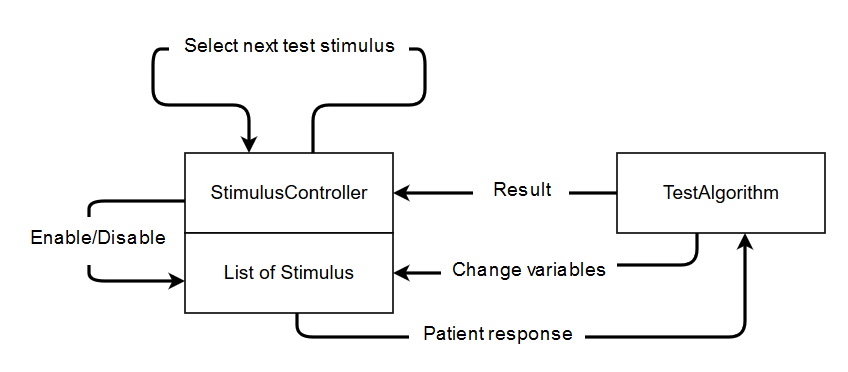 Select next test stimulus
StimulusController
Result
TestAlgorithm
Enable/Disable
List of Stimulus
Change variables
Patient response